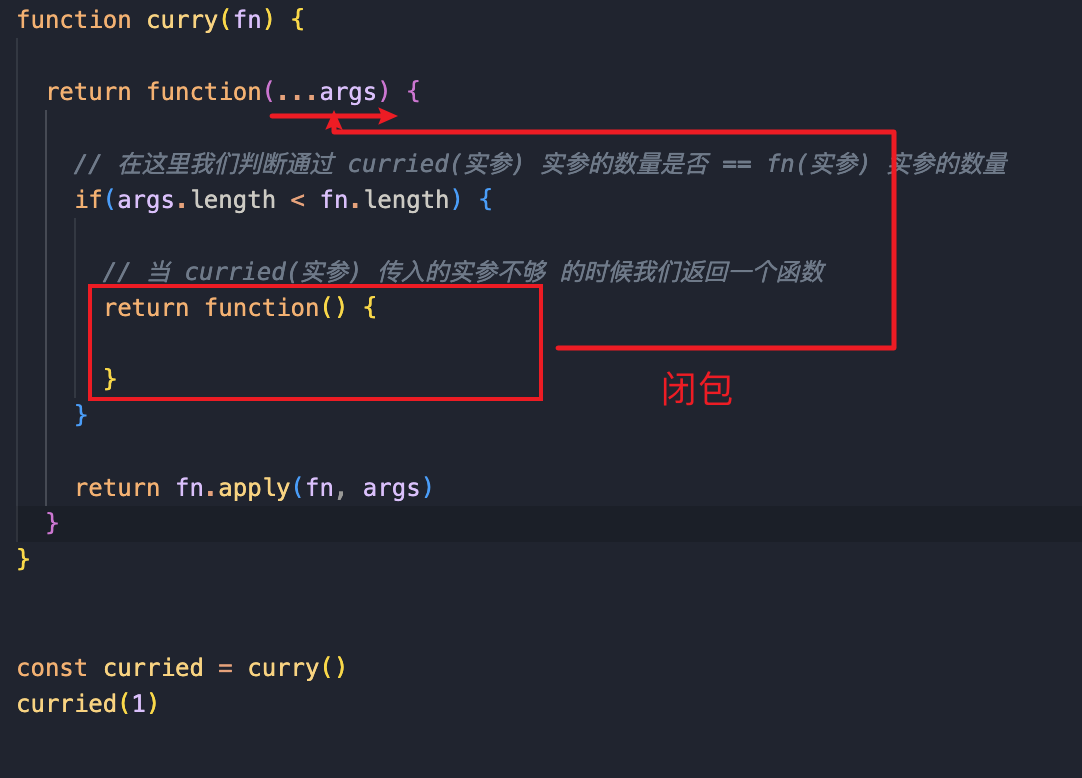 function curry(fn) {
return function(...args) {
// 在这里我们判断通过 curried(实参) 实参的数量是否 == fn(实参) 实参的数量
if(args.length < fn.length) {
// 当 curried(实参) 传入的实参不够 的时候我们返回一个函数
return function() {
}
闭包
}
return fn.apply(fn, args)
}
}
const curried = curry()
curried(1)